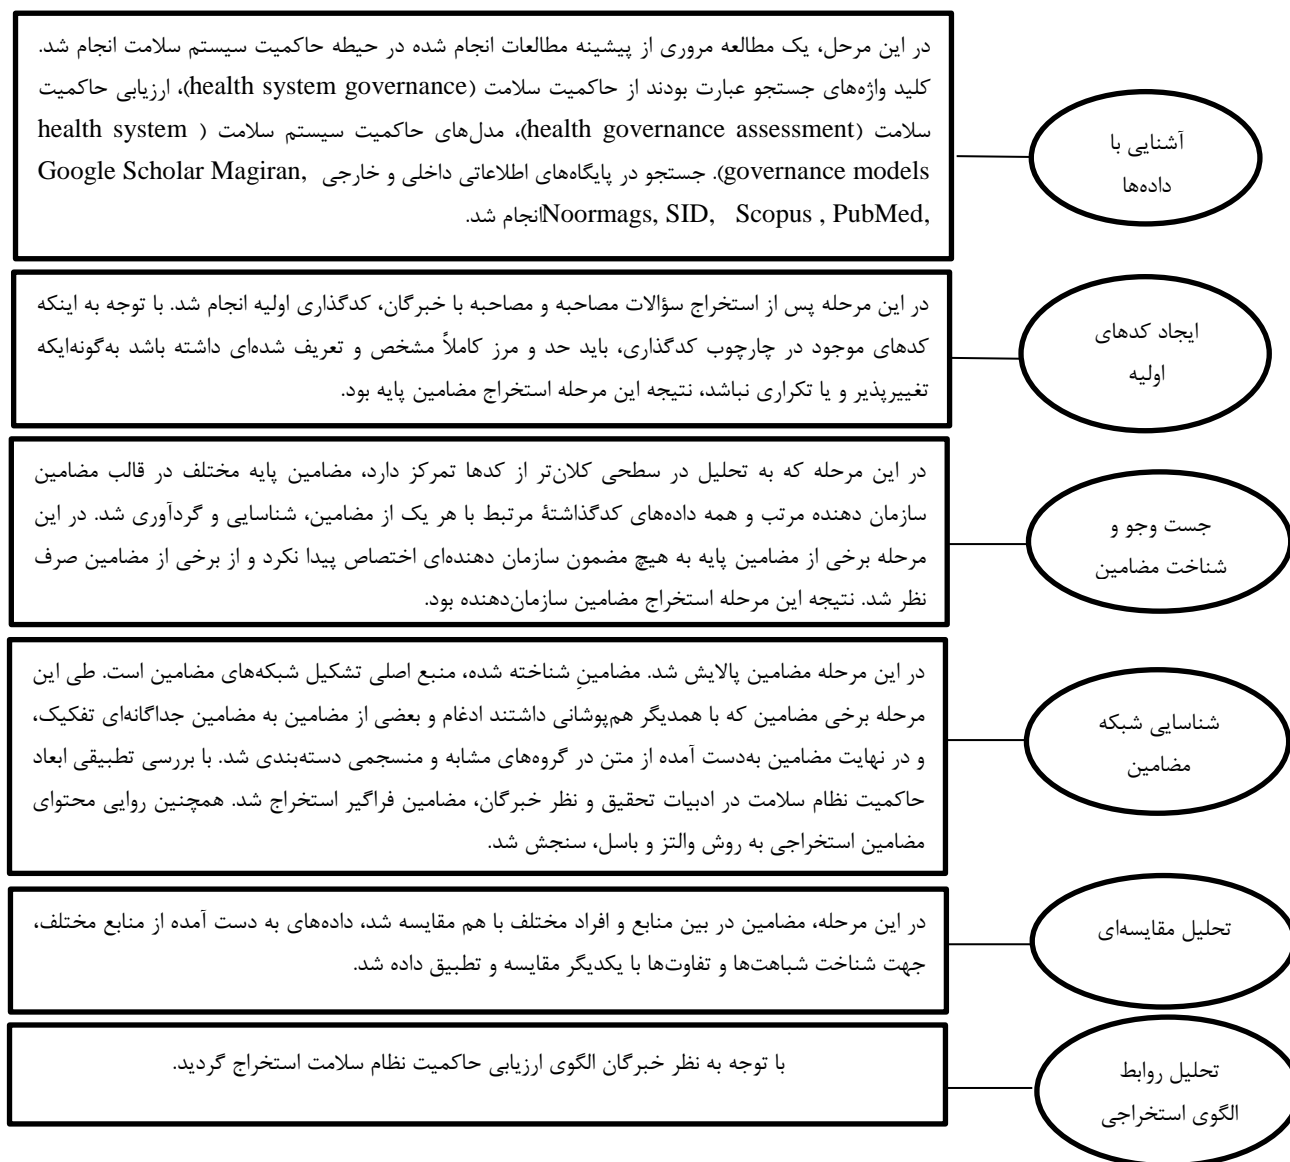 آشنایی با
داده‌ها
در این مرحل، یک مطالعه مروری از پیشینه مطالعات انجام شده در حیطه حاکمیت سیستم سلامت انجام شد.
کلید واژه‌های جستجو عبارت بودند از حاکمیت سلامت (health system governance)، ارزیابی حاکمیت
سلامت (health governance assessment)، مدل‌های حاکمیت سیستم سلامت ( health system
governance models). جستجو در پایگاه‌های اطلاعاتی داخلی و خارجی Google Scholar Magiran,
Noormags, SID, Scopus , PubMed, انجام شد.
ایجاد کدهای
اولیه
در این مرحله پس از استخراج سؤالات مصاحبه و مصاحبه با خبرگان، کدگذاری اولیه انجام شد. با توجه به اینکه
کدهای موجود در چارچوب کدگذاری، باید حد و مرز کاملاً مشخص و تعریف شده‌ای داشته باشد به‌گونه‌ایکه
تغییرپذیر و یا تکراری نباشد، نتیجه این مرحله استخراج مضامین پایه بود.
جست وجو و
شناخت مضامین
در این مرحله که به تحلیل در سطحی کلان‌تر از کدها تمرکز دارد، مضامین پایه مختلف در قالب مضامین
سازمان دهنده مرتب و همه داده‌های کدگذاشتهٔ مرتبط با هر یک از مضامین، شناسایی و گردآوری شد. در این
مرحله برخی از مضامین پایه به هیچ مضمون سازمان دهنده‌ای اختصاص پیدا نکرد و از برخی از مضامین صرف
نظر شد. نتیجه این مرحله استخراج مضامین سازمان‌دهنده بود.
شناسایی شبکه
مضامین
در این مرحله مضامین پالایش شد. مضامینِ شناخته شده، منبع اصلی تشکیل شبکه‌های مضامین است. طی این
مرحله برخی مضامین که با همدیگر هم‌پوشانی داشتند ادغام و بعضی از مضامین به مضامین جداگانه‌ای تفکیک،
و در نهایت مضامین به‌دست آمده از متن در گروه‌های مشابه و منسجمی دسته‌بندی شد. با بررسی تطبیقی ابعاد
حاکمیت نظام سلامت در ادبیات تحقیق و نظر خبرگان، مضامین فراگیر استخراج شد. همچنین روایی محتوای
مضامین استخراجی به روش والتز و باسل، سنجش شد.
تحلیل مقایسه‌ای
در این مرحله، مضامین در بین منابع و افراد مختلف با هم مقایسه شد، داده‌های به دست آمده از منابع مختلف،
جهت شناخت شباهت‌ها و تفاوت‌ها با یکدیگر مقایسه و تطبیق داده شد.
تحلیل روابط
الگوی استخراجی
با توجه به نظر خبرگان الگوی ارزیابی حاکمیت نظام سلامت استخراج گردید.